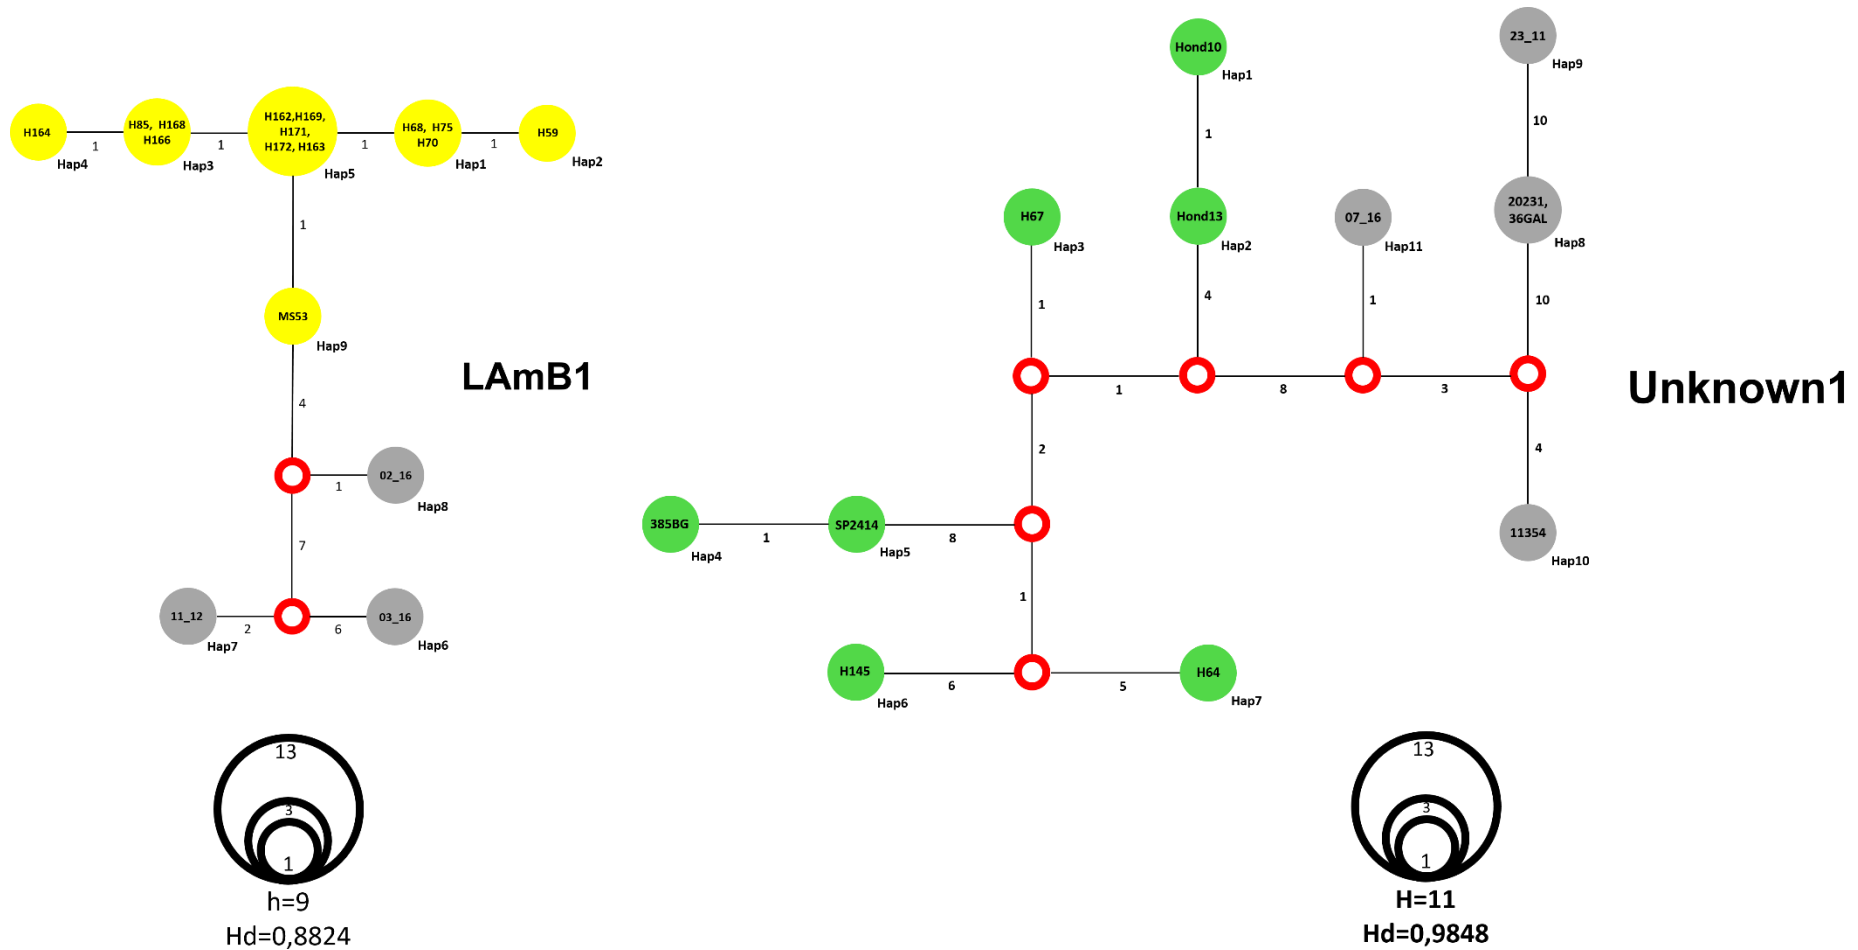 H164
Hap4
1
H85, H168
H166
Hap3
1
H162,H169,
H171,
H172, H163
Hap5
1
H68, H75
H70
Hap1
1
H59
Hap2
1
MS53
Hap9
4
02_16
Hap8
1
7
11_12
Hap7
2
6
03_16
Hap6
LAmB1
13
3
1
h=9
Hd=0,8824
Hond10
Hap1
1
23_11
Hap9
10
H67
Hap3
Hond13
Hap2
07_16
Hap11
20231,
36GAL
Hap8
1
4
1
10
1
8
3
Unknown1
2
4
385BG
Hap4
1
SP2414
Hap5
8
11354
Hap10
1
H145
Hap6
6
5
H64
Hap7
13
3
1
H=11
Hd=0,9848